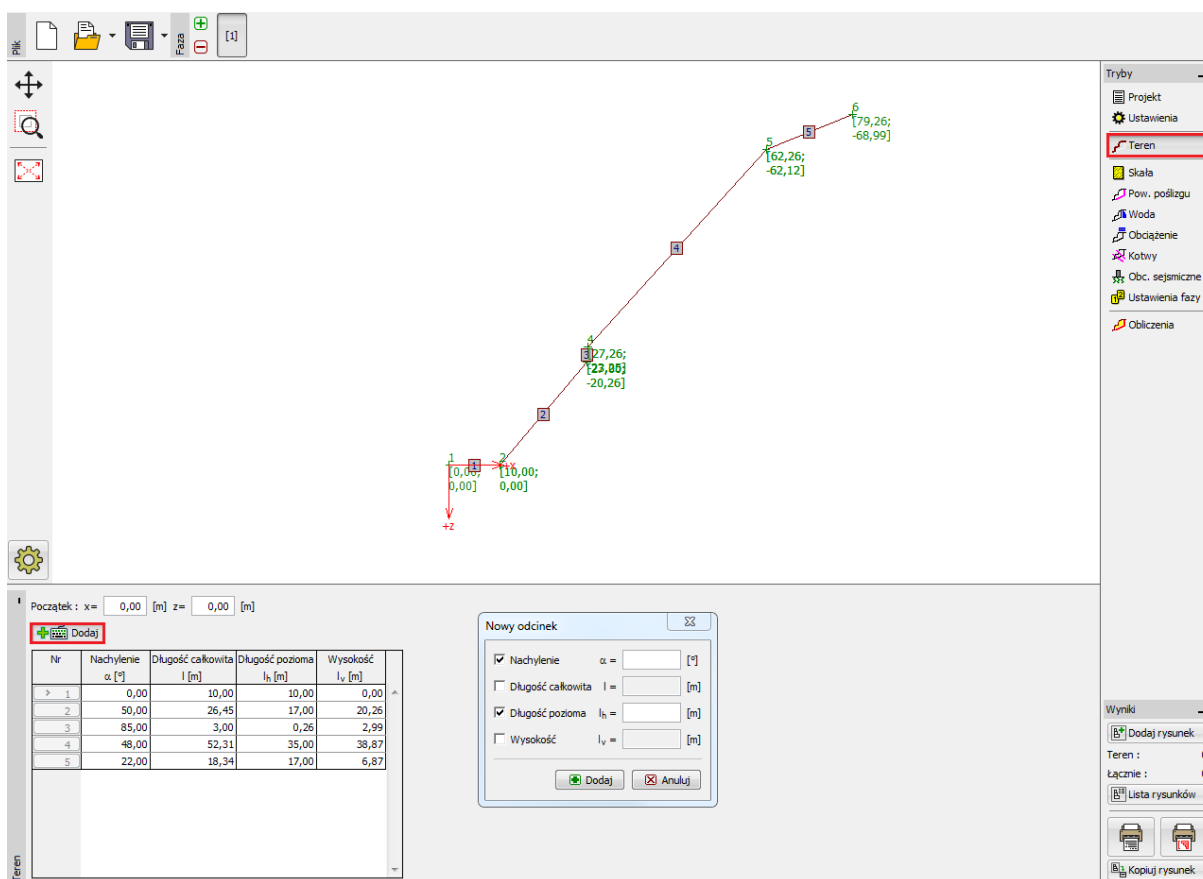 Plik
Faza
[1]
Tryby
Projekt
Ustawienia
Teren
Skała
Pow. poślizgu
Woda
Obciążenie
Kotwy
Obc. sejsmiczne
Ustawienia fazy
Obliczenia
6
[79,26;
-68,99]
5
5
[62,26;
-62,12]
4
4
3
27,26;
-20,26]
2
1
[0,00;
0,00]
1
2
+x
[10,00;
0,00]
+z
Początek : x= 0,00 [m] z= 0,00 [m]
Dodaj
Nr Nachylenie Długość całkowita Długość pozioma Wysokość
α [°] l [m] lh [m] lv [m]
> 1 0,00 10,00 10,00 0,00
2 50,00 26,45 17,00 20,26
3 85,00 3,00 0,26 2,99
4 48,00 52,31 35,00 38,87
5 22,00 18,34 17,00 6,87
Teren
Nowy odcinek
Nachylenie α = [°]
Długość całkowita l = [m]
Długość pozioma lh = [m]
Wysokość lv = [m]
Dodaj Anuluj
Wyniki
Dodaj rysunek
Teren :
Łącznie :
Lista rysunków
Kopiuj rysunek